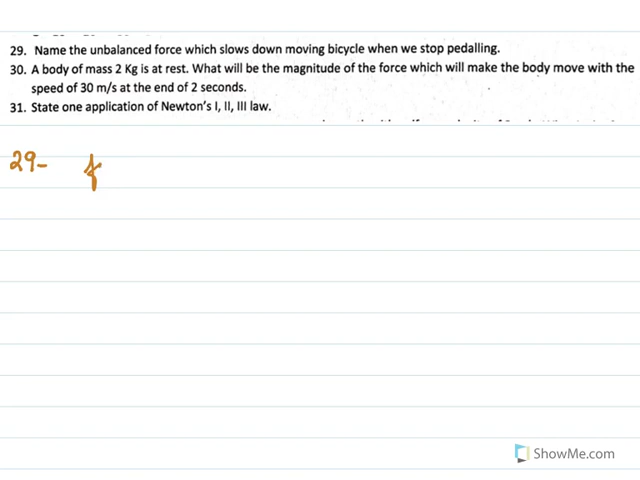 29. Name the unbalanced force which slows down moving bicycle when we stop pedalling.
30. A body of mass 2 Kg is at rest. What will be the magnitude of the force which will make the body move with the
speed of 30 m/s at the end of 2 seconds.
31. State one application of Newton's I, II, III law.
29- f
ShowMe.com